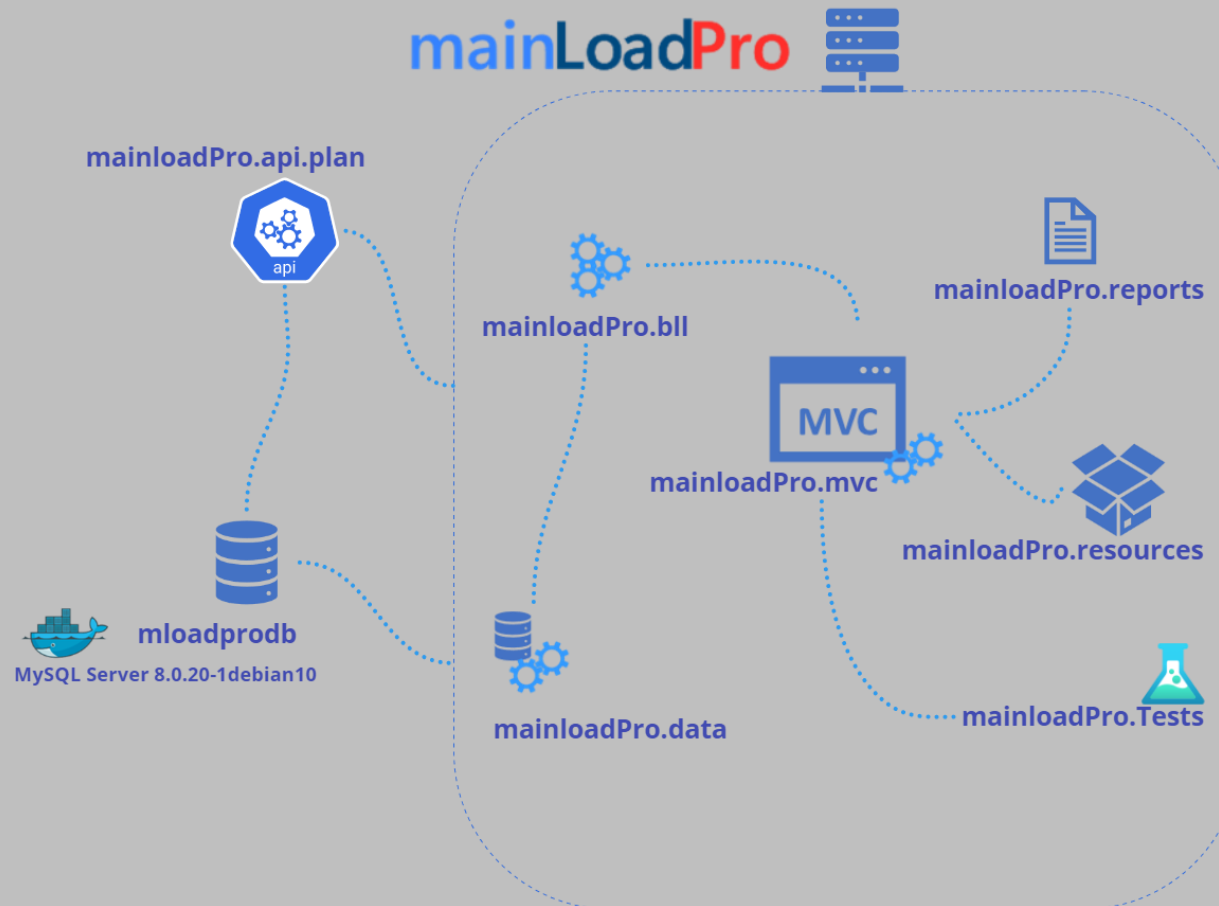 mainLoadPro
mainloadPro.api.plan
api
mainloadPro.bll
mainloadPro.reports
MVC
mainloadPro.mvc
mainloadPro.resources
mloadprodb
MySQL Server 8.0.20-1debian10
mainloadPro.data
mainloadPro.Tests